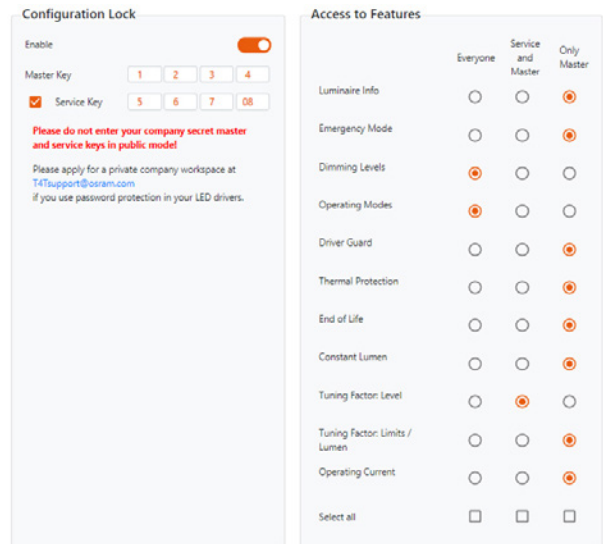 Configuration Lock
Enable
Master Key 1 2 3 4
Service Key 5 6 7 08
Please do not enter your company secret master
and service keys in public mode!
Please apply for a private company workspace at
T4Tsupport@osram.com
if you use password protection in your LED drivers.
Access to Features
Everyone
Service
and
Master
Only
Master
Luminaire Info
Emergency Mode
Dimming Levels
Operating Modes
Driver Guard
Thermal Protection
End of Life
Constant Lumen
Tuning Factor: Level
Tuning Factor: Limits /
Lumen
Operating Current
Select all